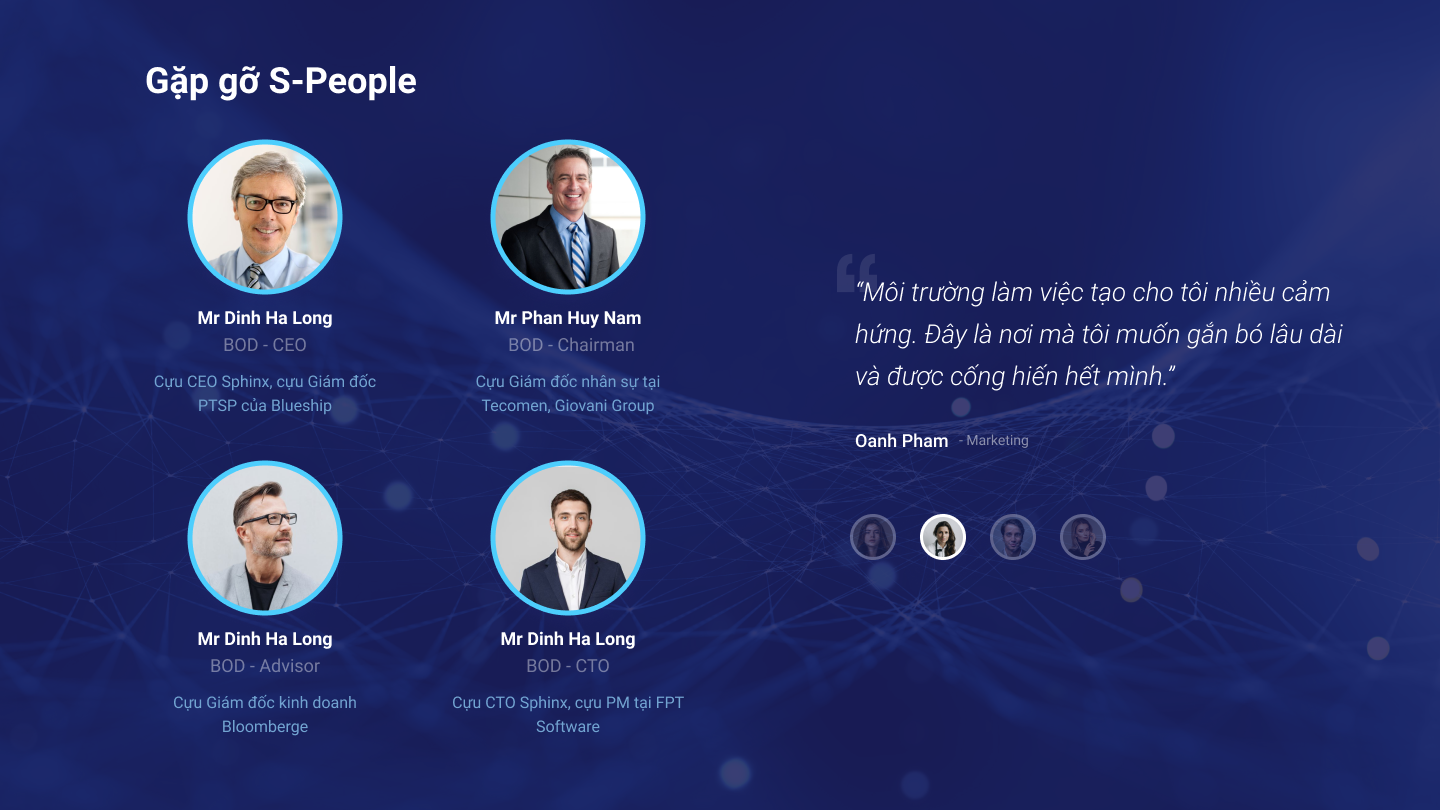 Gặp gỡ S-People
Mr Dinh Ha Long
BOD - CEO
Cựu CEO Sphinx, cựu Giám đốc
PTSP của Blueship
Mr Phan Huy Nam
BOD - Chairman
Cựu Giám đốc nhân sự tại
Tecomen, Giovani Group
Mr Dinh Ha Long
BOD - Advisor
Cựu Giám đốc kinh doanh
Bloomberge
Mr Dinh Ha Long
BOD - CTO
Cựu CTO Sphinx, cựu PM tại FPT
Software
“Môi trường làm việc tạo cho tôi nhiều cảm
hứng. Đây là nơi mà tôi muốn gắn bó lâu dài
và được cống hiến hết mình.”
Oanh Pham - Marketing